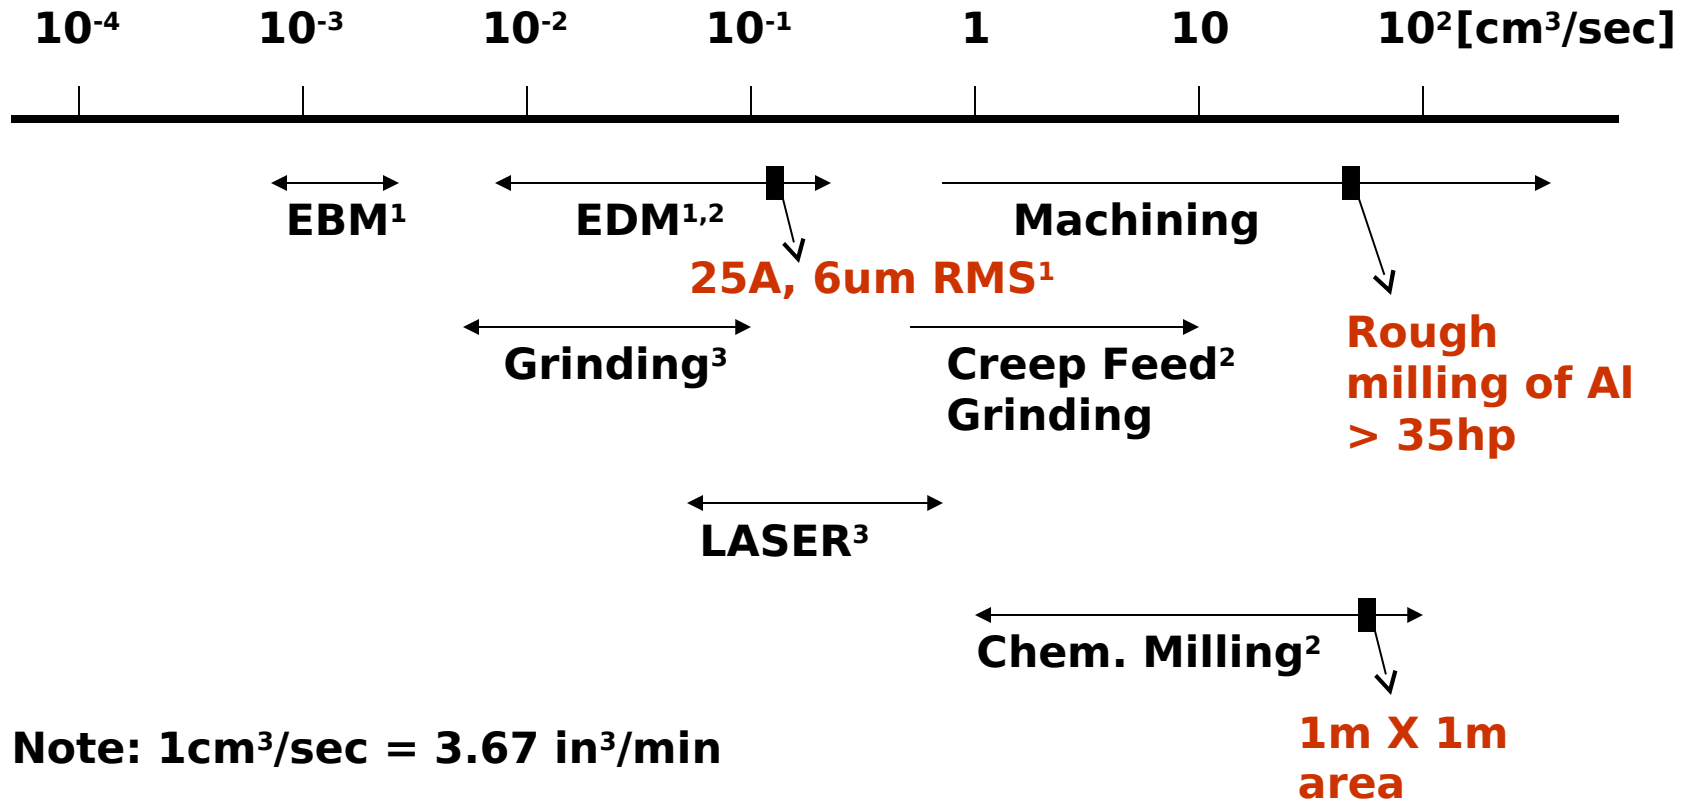 10-4 10-3 10-2 10-1 1 10 102[cm3/sec]
EBM1 EDM1,2 Machining
25A, 6um RMS1
Grinding3 Creep Feed2
Grinding
Rough
milling of Al
> 35hp
LASER3
Chem. Milling2
Note: 1cm3/sec = 3.67 in3/min
1m X 1m
area